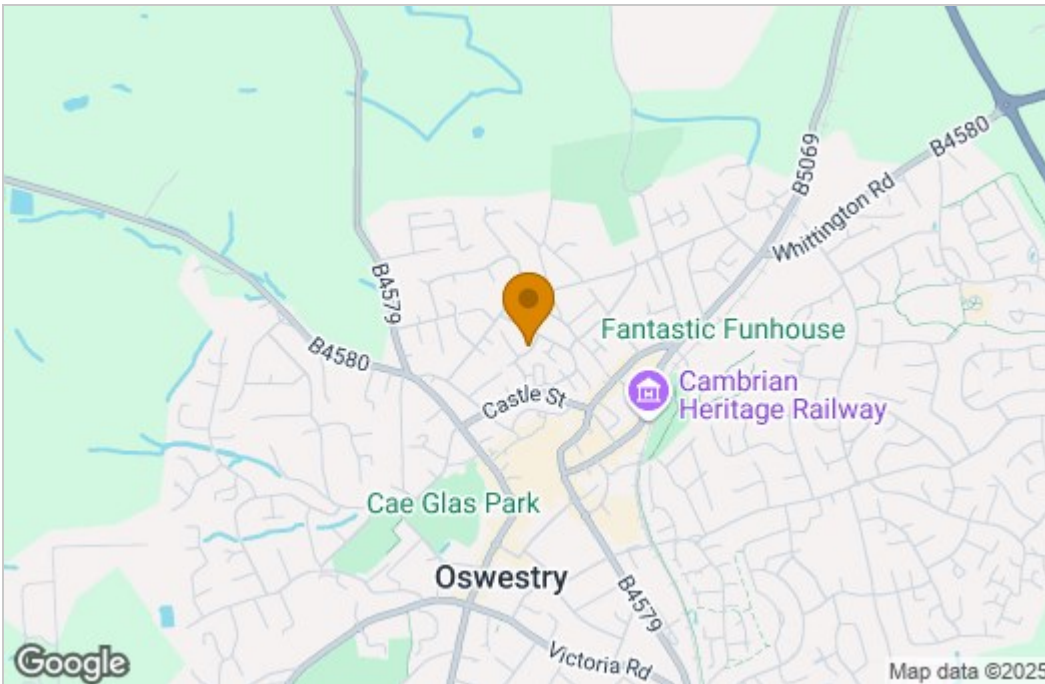 B5069
B4580
Whittington Rd
B4579
B4580
Fantastic Funhouse
Castle St
Cambrian
Heritage Railway
Cae Glas Park
Oswestry
B4579
Victoria Rd
Google
Map data ©2025